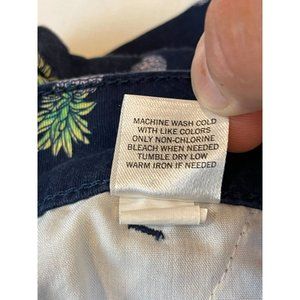 MACHINE WASH COLD
WITH LIKE COLORS
ONLY NON-CHLORINE
BLEACH WHEN NEEDED
TUMBLE DRY LOW
WARM IRON IF NEEDED